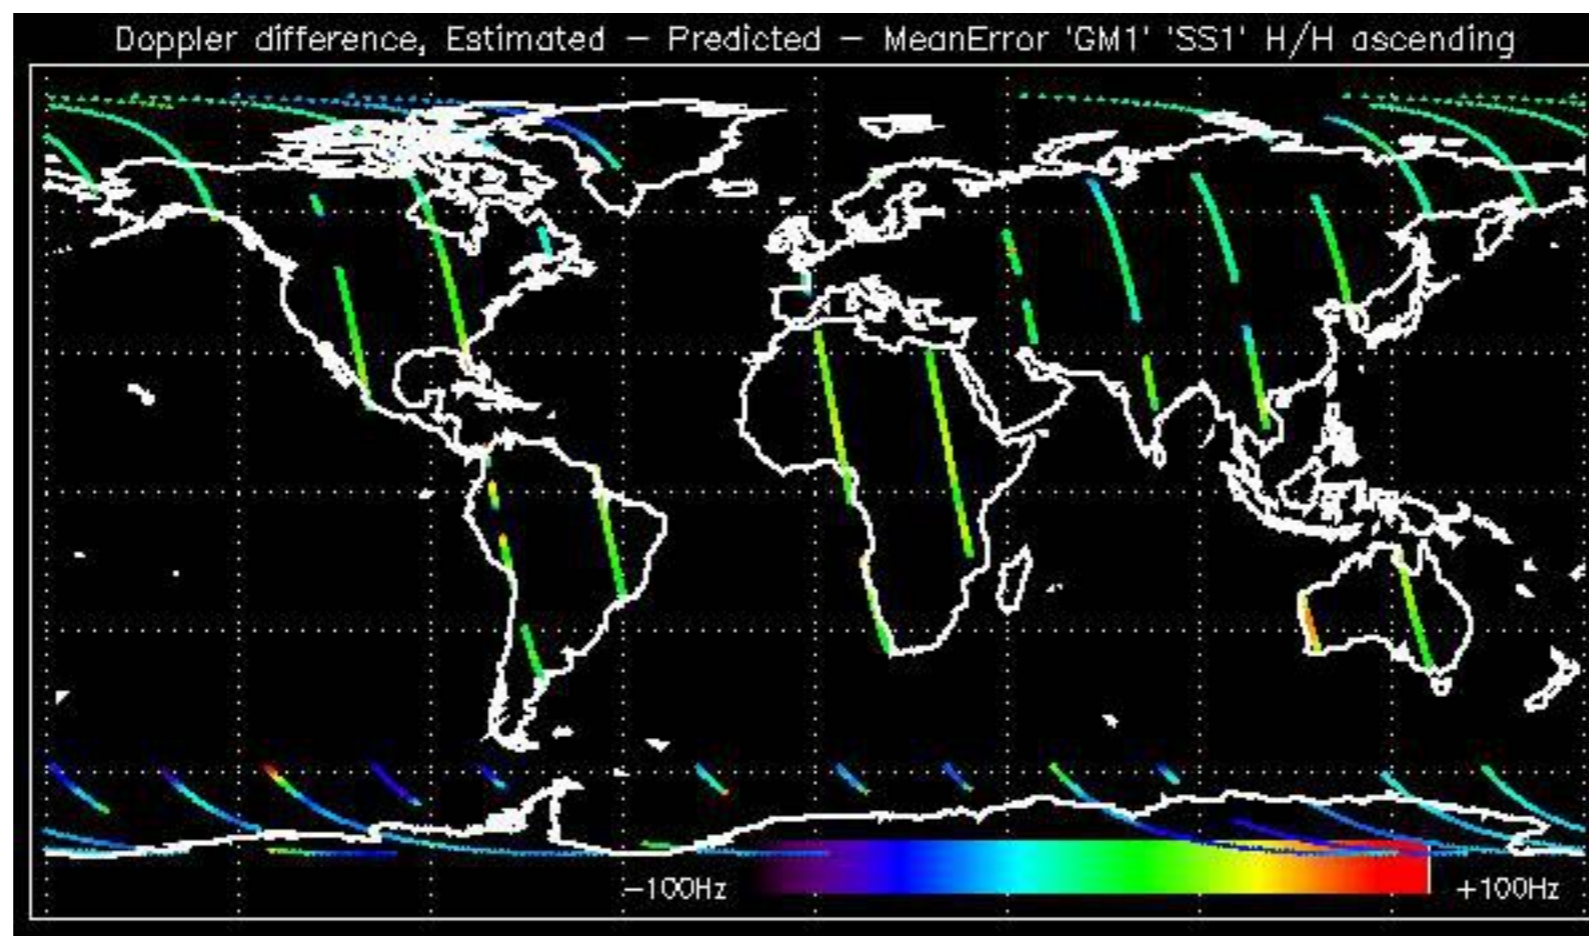 Doppler difference, Estimated – Predicted – MeanError 'GM1' 'SS1' H/H ascending
–100Hz
+100Hz